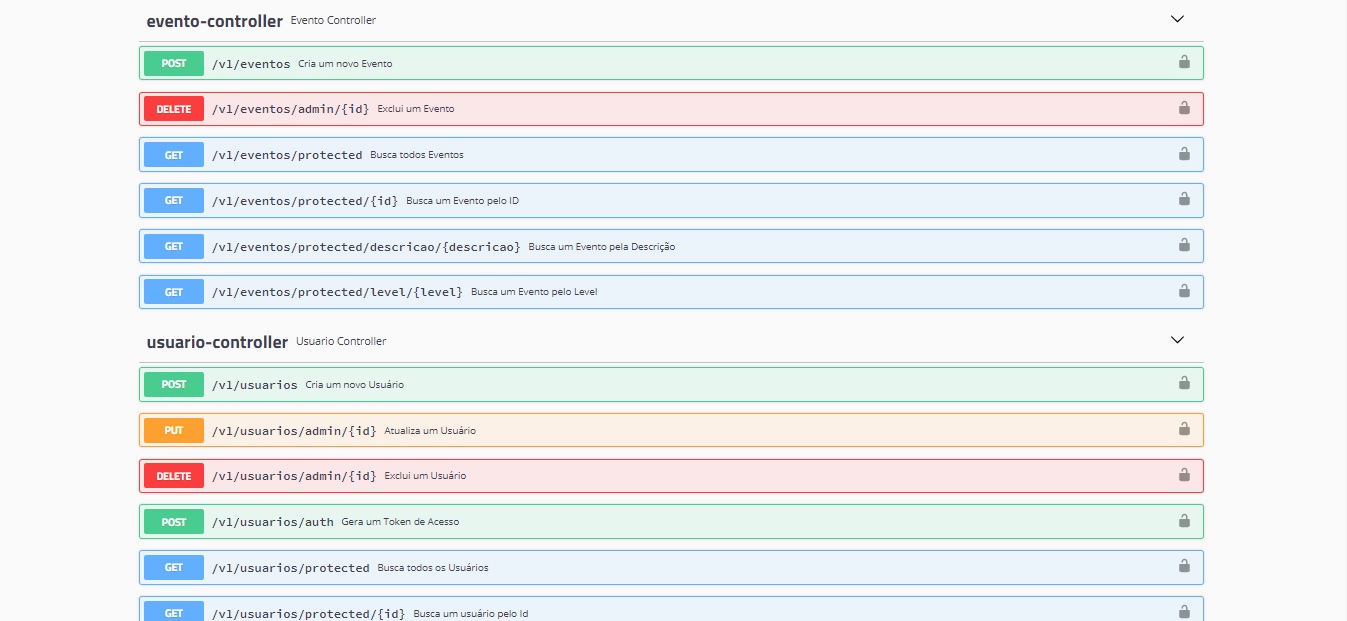 evento-controller Evento Controller
POST /v1/eventos Cria um novo Evento
DELETE /v1/eventos/admin/{id} Exclui um Evento
GET /v1/eventos/protected Busca todos Eventos
GET /v1/eventos/protected/{id} Busca um Evento pelo ID
GET /v1/eventos/protected/descricao/{descricao} Busca um Evento pela Descrição
GET /v1/eventos/protected/level/{level} Busca um Evento pelo Level
usuario-controller Usuario Controller
POST /v1/usuarios Cria um novo Usuário
PUT /v1/usuarios/admin/{id} Atualiza um Usuário
DELETE /v1/usuarios/admin/{id} Exclui um Usuário
POST /v1/usuarios/auth Gera um Token de Acesso
GET /v1/usuarios/protected Busca todos os Usuários
GET /v1/usuarios/protected/{id} Busca um usuário pelo Id